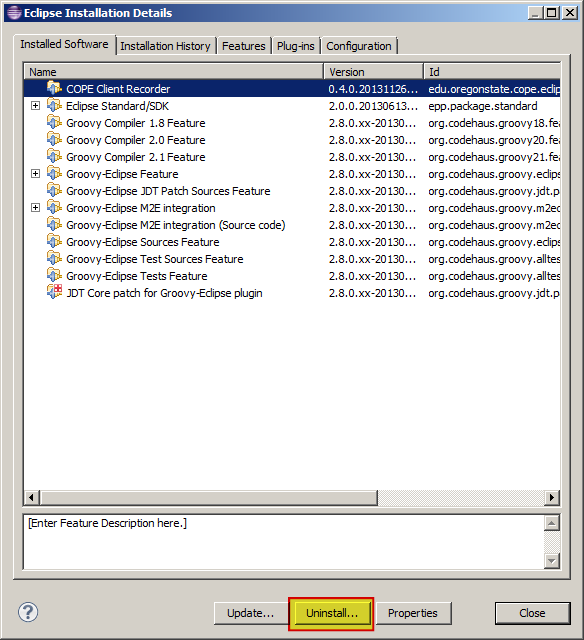 Eclipse Installation Details
Installed Software Installation History Features Plug-ins Configuration
Name Version Id
COPE Client Recorder 0.4.0.20131126... edu.oregonstate.cope.eclip
Eclipse Standard/SDK 2.0.0.20130613... epp.package.standard
Groovy Compiler 1.8 Feature 2.8.0.xx-20130... org.codehaus.groovy18.fea
Groovy Compiler 2.0 Feature 2.8.0.xx-20130... org.codehaus.groovy20.fea
Groovy Compiler 2.1 Feature 2.8.0.xx-20130... org.codehaus.groovy21.fea
Groovy-Eclipse Feature 2.8.0.xx-20130... org.codehaus.groovy.eclips
Groovy-Eclipse JDT Patch Sources Feature 2.8.0.xx-20130... org.codehaus.groovy.jdt.p
Groovy-Eclipse M2E integration 2.8.0.xx-20130... org.codehaus.groovy.m2ec
Groovy-Eclipse M2E integration (Source code) 2.8.0.xx-20130... org.codehaus.groovy.m2ec
Groovy-Eclipse Sources Feature 2.8.0.xx-20130... org.codehaus.groovy.eclips
Groovy-Eclipse Test Sources Feature 2.8.0.xx-20130... org.codehaus.groovy.alltes
Groovy-Eclipse Tests Feature 2.8.0.xx-20130... org.codehaus.groovy.alltes
JDT Core patch for Groovy-Eclipse plugin 2.8.0.xx-20130... org.codehaus.groovy.jdt.p
[Enter Feature Description here.]
? Update... Uninstall... Properties Close